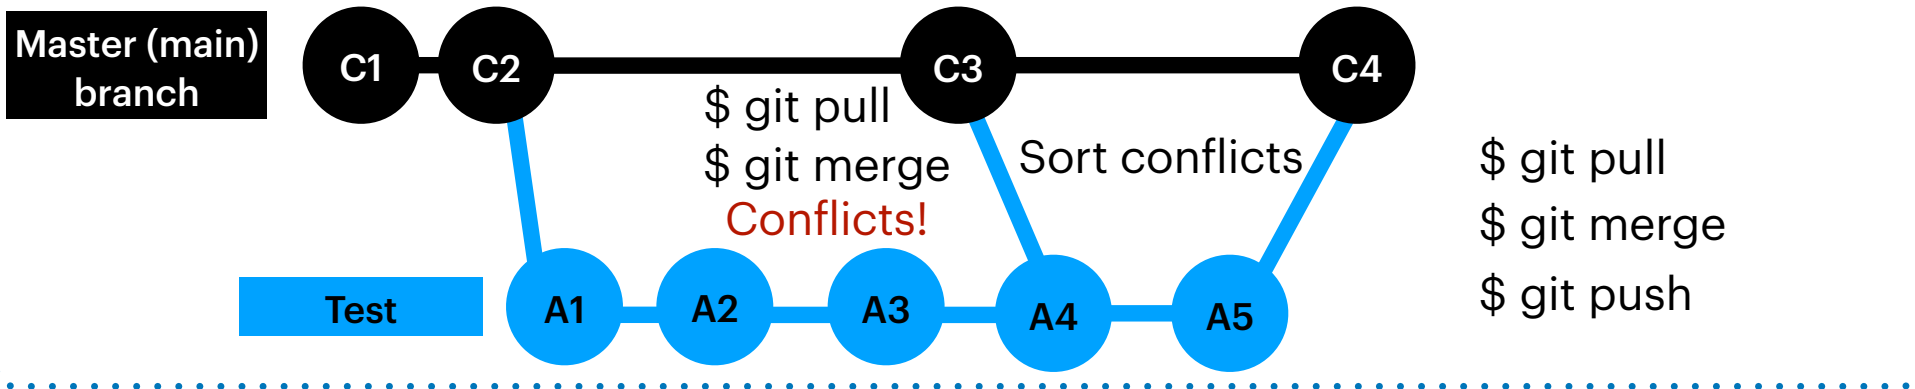 Master (main)
branch
C1
C2
C3
C4
$ git pull
$ git merge
Conflicts!
Sort conflicts
$ git pull
$ git merge
$ git push
Test
A1
A2
A3
A4
A5